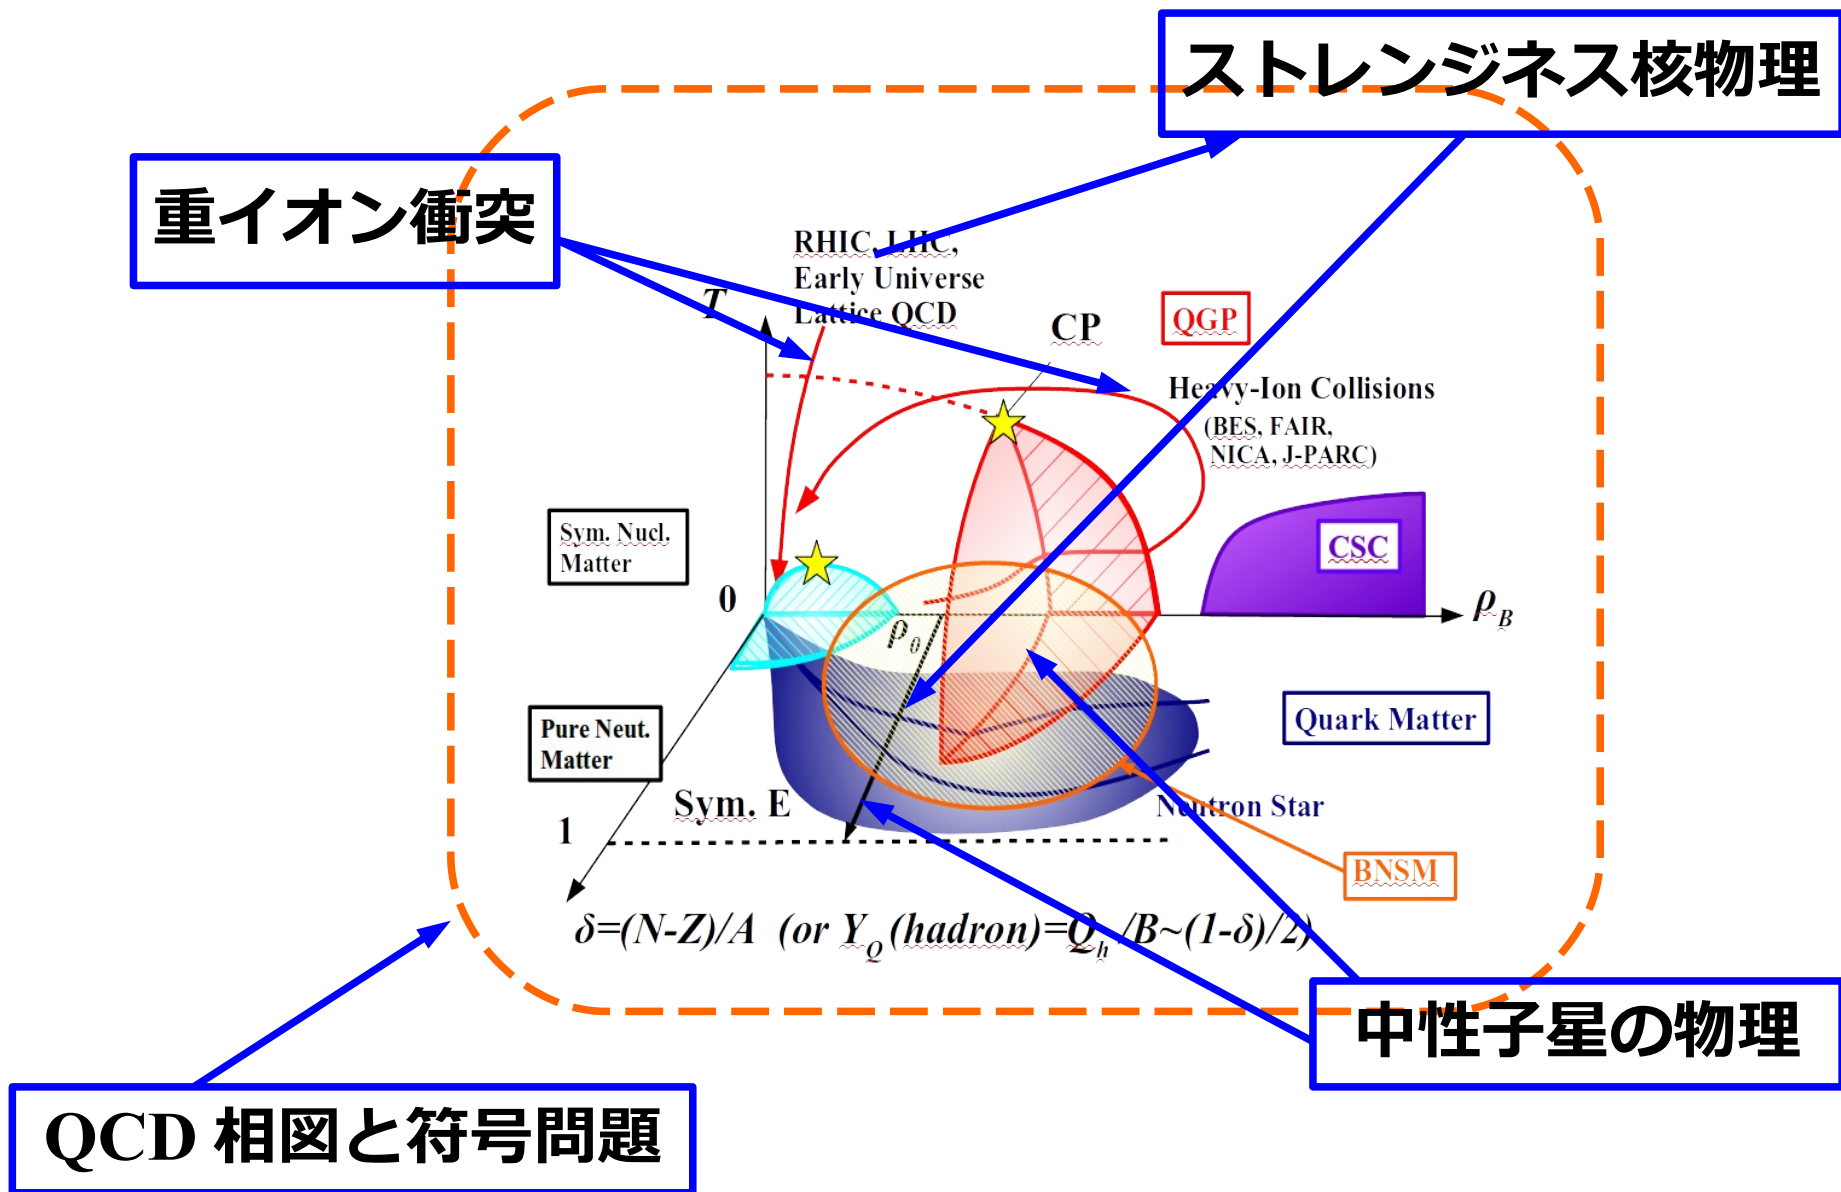 ストレンジネス核物理
重イオン衝突
RHIC, LHC,
Early Universe
Lattice QCD
T
CP
QGP
Heavy-Ion Collisions
(BES, FAIR,
NICA, J-PARC)
Sym. Nucl.
Matter
CSC
0
ρB
ρ0
Pure Neut.
Matter
Quark Matter
Sym. E
Neutron Star
1
BNSM
δ=(N-Z)/A (or YQ (hadron)=Qh /B~(1-δ)/2)
中性子星の物理
QCD 相図と符号問題